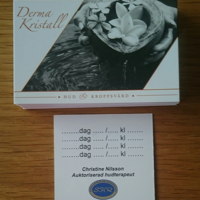 Derma
Kristall
HUD & KROPPSVÅRD
........dag ...../..... kl ........
........dag ...../..... kl ........
........dag ...../..... kl ........
........dag ...../..... kl ........
Christine Nilsson
Auktoriserad hudterapeut